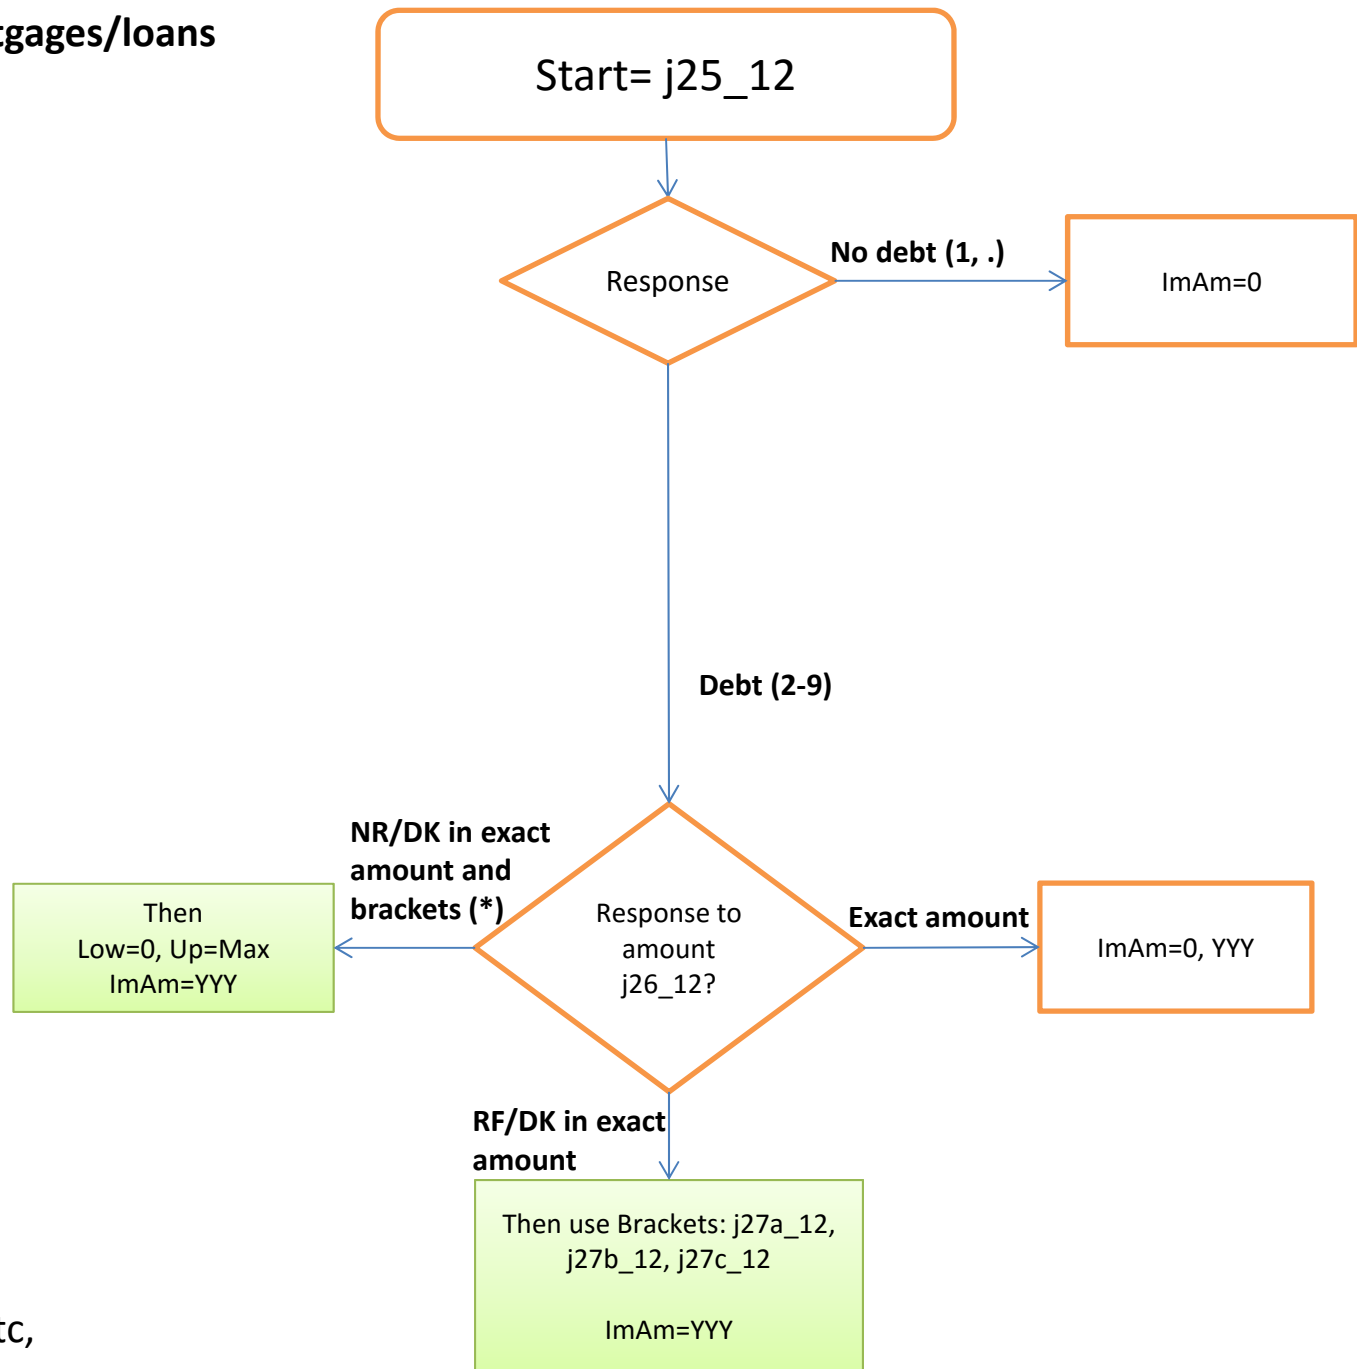 tgages/loans
Start= j25_12
Response
No debt (1, .)
ImAm=0
Debt (2-9)
NR/DK in exact
amount and
brackets (*)
Then
Low=0, Up=Max
ImAm=YYY
Response to
amount
j26_12?
Exact amount
ImAm=0, YYY
RF/DK in exact
amount
Then use Brackets: j27a_12,
j27b_12, j27c_12
ImAm=YYY
tc,